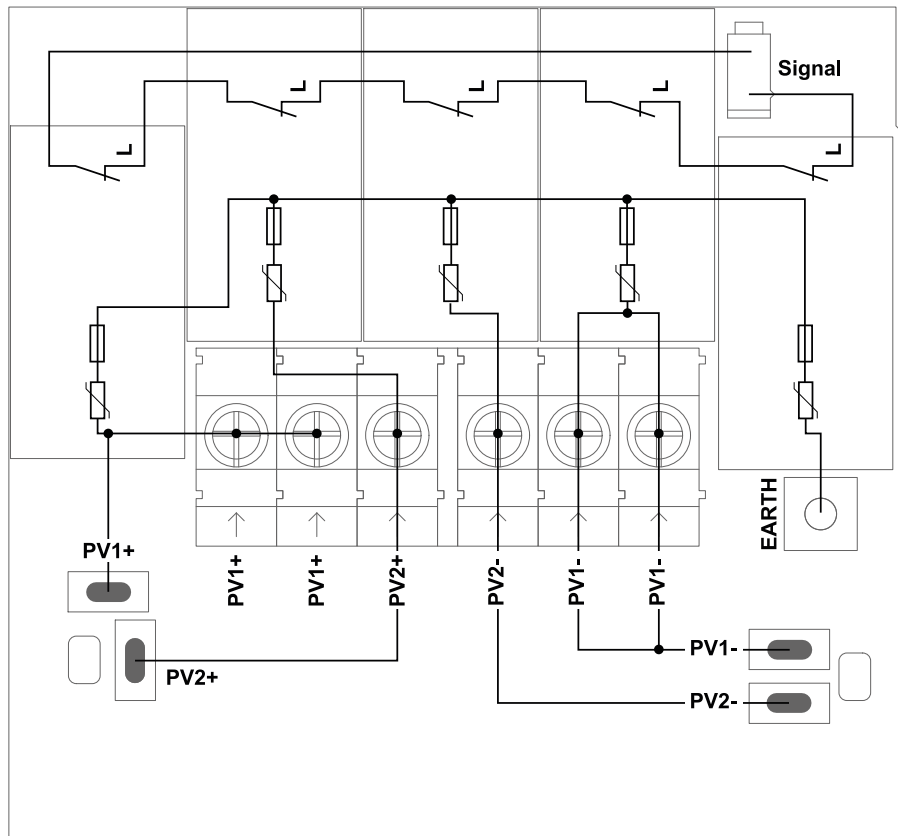 Signal
EARTH
PV1+
PV1+
PV1+
PV2+
PV2-
PV1-
PV1-
PV1-
PV2+
PV2-